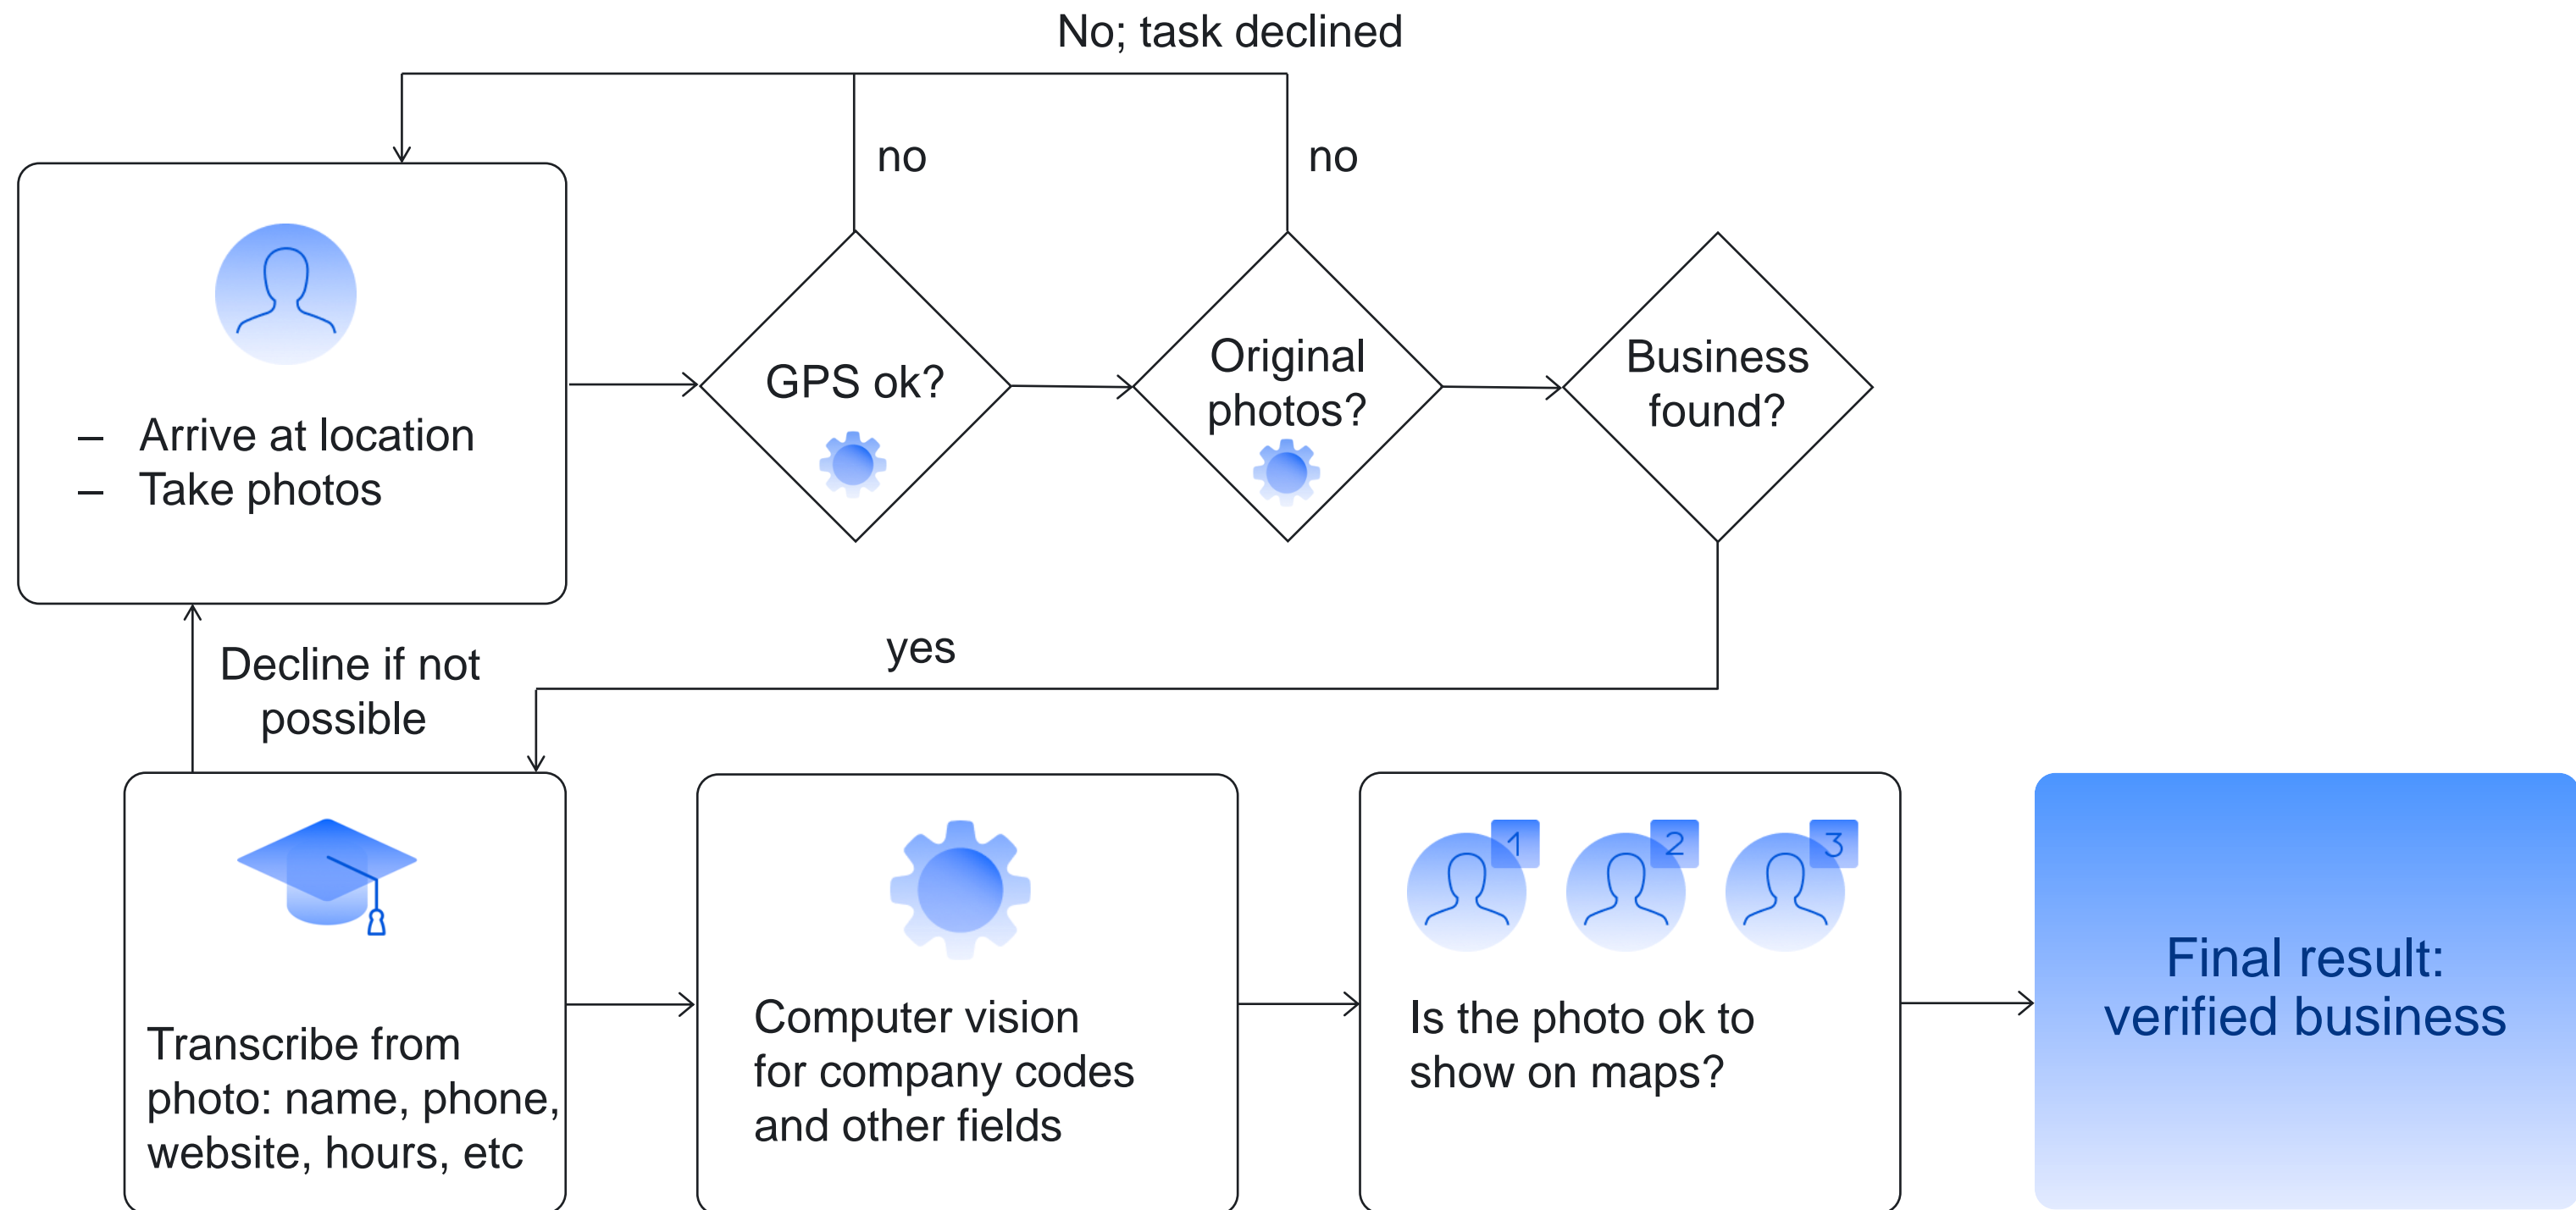 No; task declined
no
no
– Arrive at location
– Take photos
GPS ok?
Original
photos?
Business
found?
Decline if not
possible
yes
Transcribe from
photo: name, phone,
website, hours, etc
Computer vision
for company codes
and other fields
1
2
3
Is the photo ok to
show on maps?
Final result:
verified business